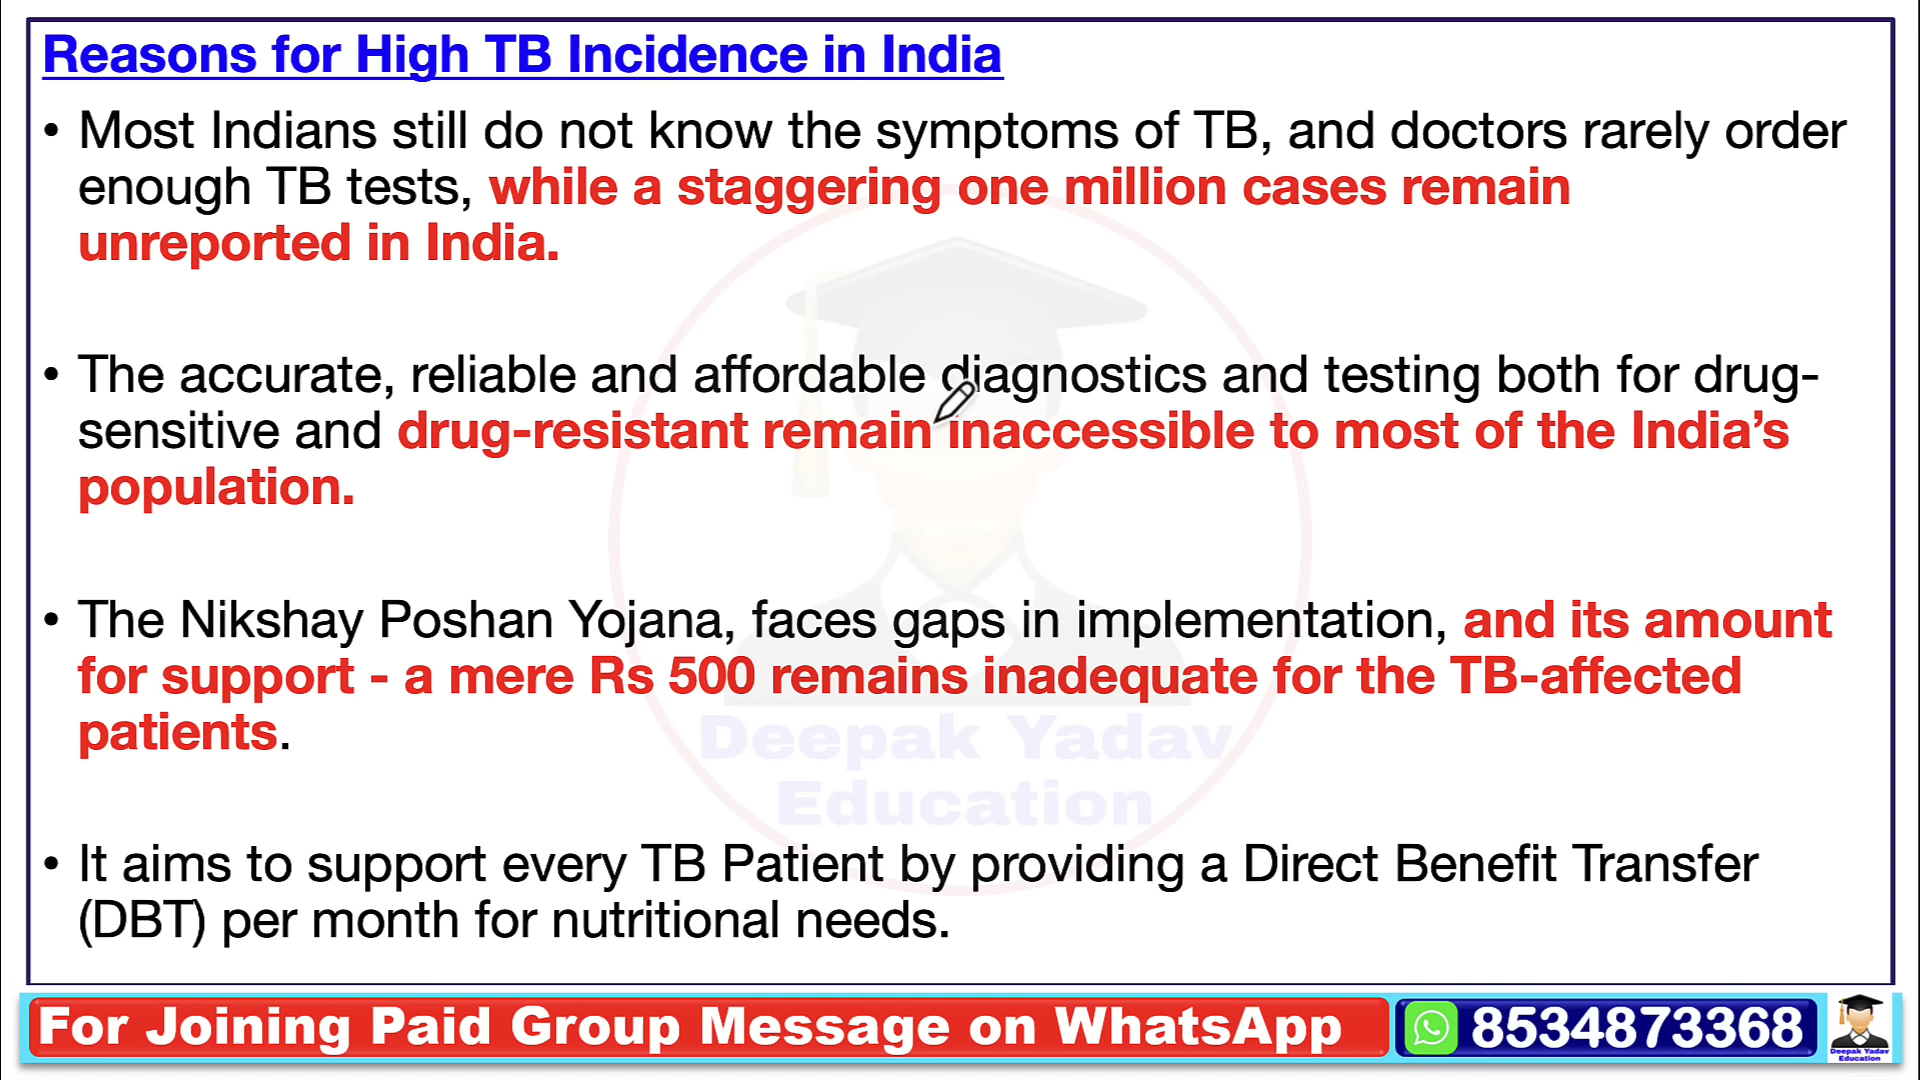 Reasons for High TB Incidence in India
• Most Indians still do not know the symptoms of TB, and doctors rarely order
enough TB tests, while a staggering one million cases remain
unreported in India.
• The accurate, reliable and affordable diagnostics and testing both for drug-
sensitive and drug-resistant remain inaccessible to most of the India’s
population.
• The Nikshay Poshan Yojana, faces gaps in implementation, and its amount
for support - a mere Rs 500 remains inadequate for the TB-affected
patients.
Deepak Yadav
Education
• It aims to support every TB Patient by providing a Direct Benefit Transfer
(DBT) per month for nutritional needs.
For Joining Paid Group Message on WhatsApp
8534873368
Deepak Yadav
Education